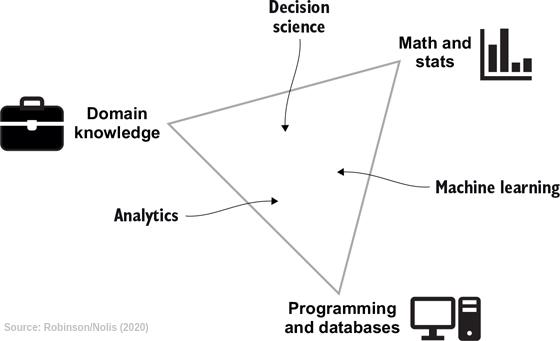 Decision
science
Math and
stats
Domain
knowledge
Machine learning
Analytics
Programming
and databases
Source: Robinson/Nolis (2020)